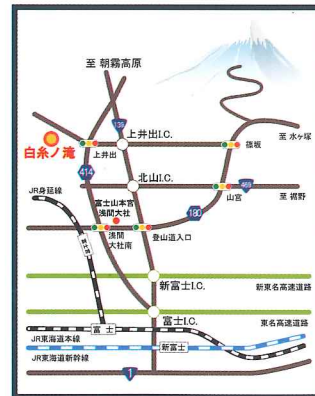 至 朝霧高原
139
上井出I.C.
篠坂
至 水ヶ塚
白糸ノ滝
上井出
414
北山I.C.
469
至 裾野
山宮
JR身延線
富士山本宮
浅間大社
180
浅間
大社南
登山道入口
富士宮
新富士I.C.
新東名高速道路
富士I.C.
東名高速道路
富 士
JR東海道本線
新富士
JR東海道新幹線
1